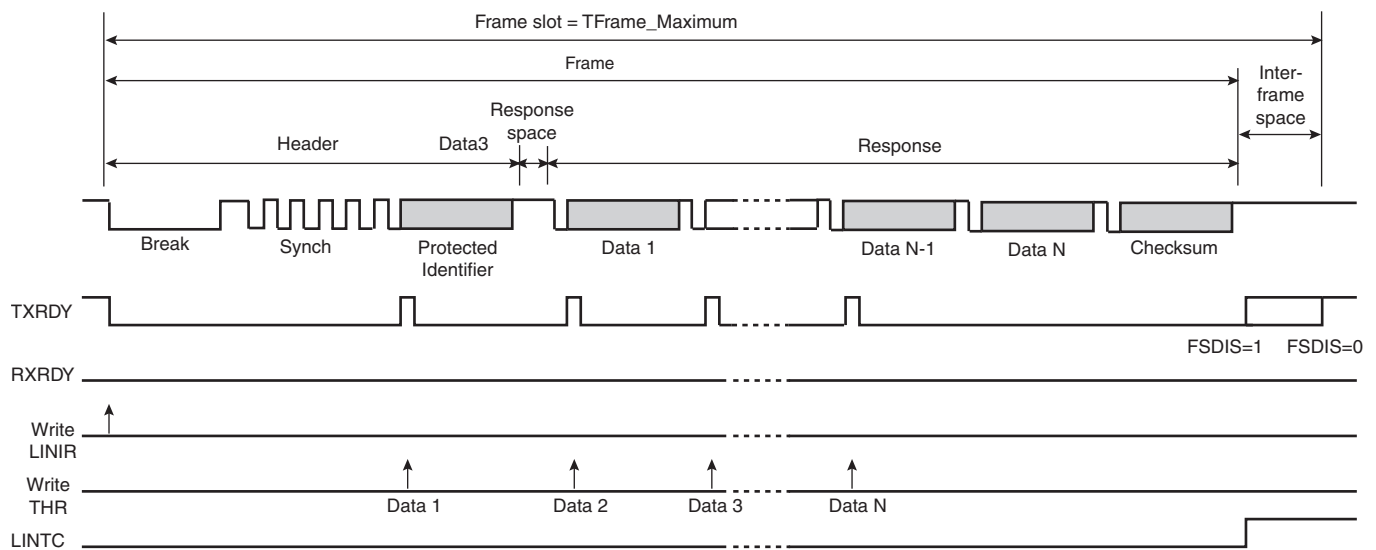 Frame slot = TFrame_Maximum
Frame
Inter-
frame
space
Response
space
Header
Data3
Response
Break
Synch
Protected
Identifier
Data 1
Data N-1
Data N
Checksum
TXRDY
FSDIS=1
FSDIS=0
RXRDY
Write
LINIR
Write
THR
Data 1
Data 2
Data 3
Data N
LINTC